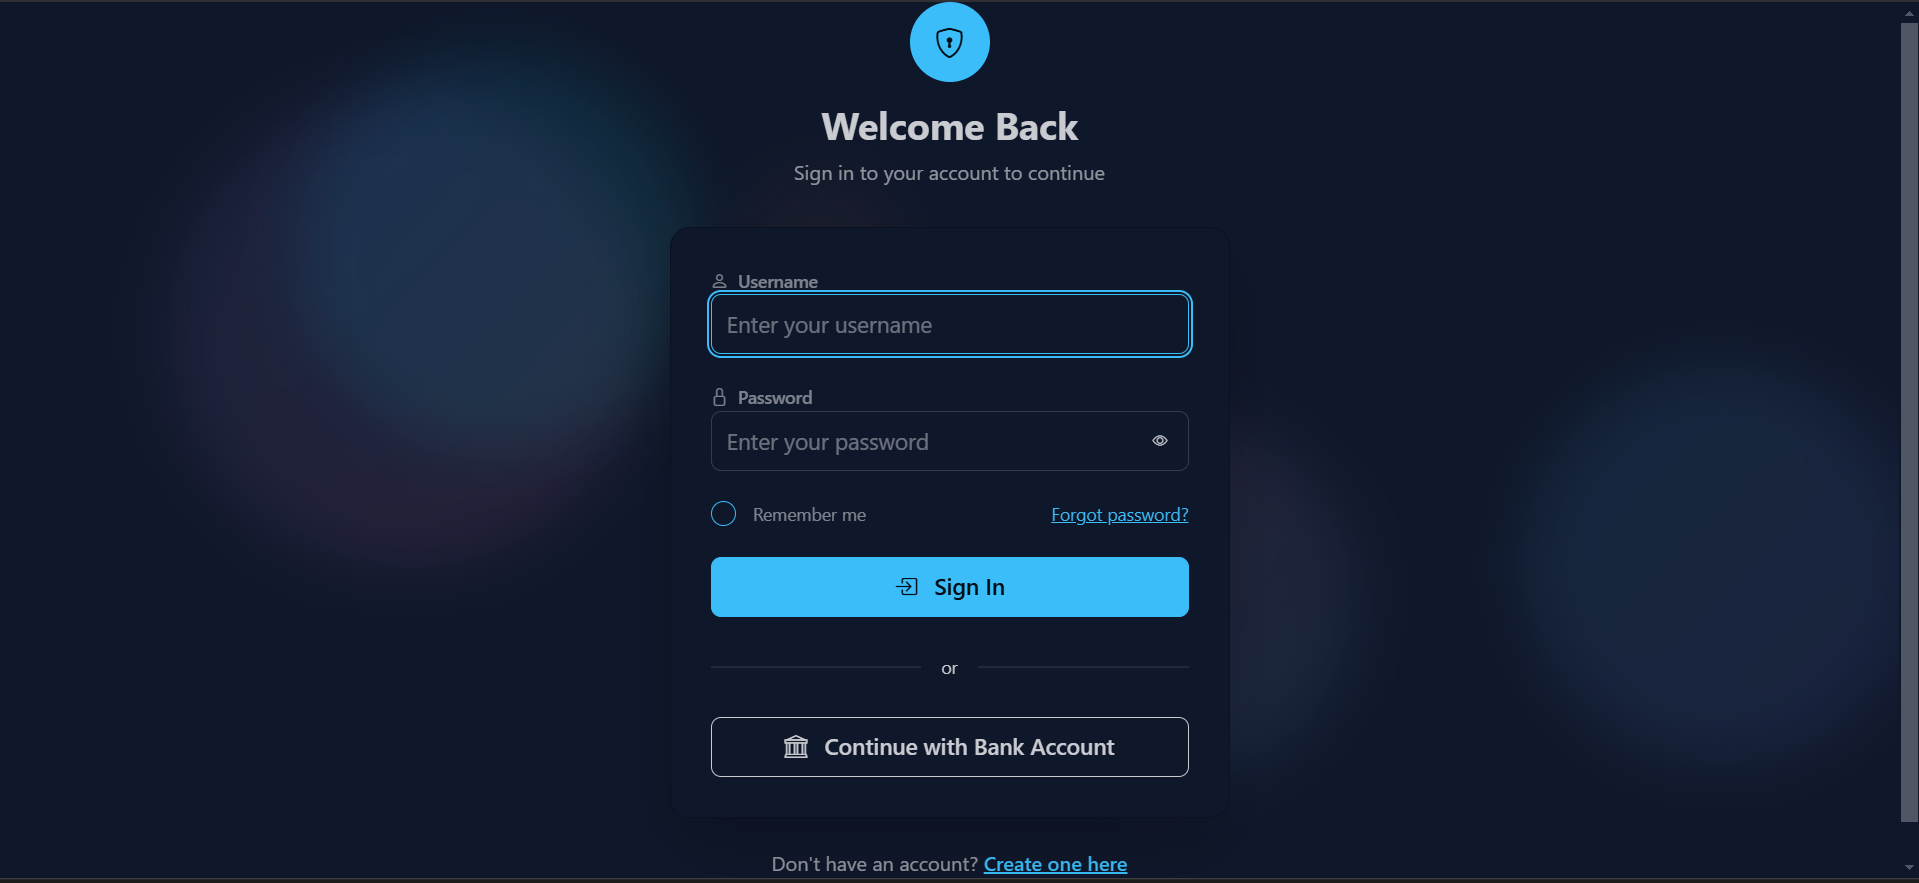 Welcome Back
Sign in to your account to continue
Username
Enter your username
Password
Enter your password
Remember me
Forgot password?
Sign In
or
Continue with Bank Account
Don't have an account? Create one here